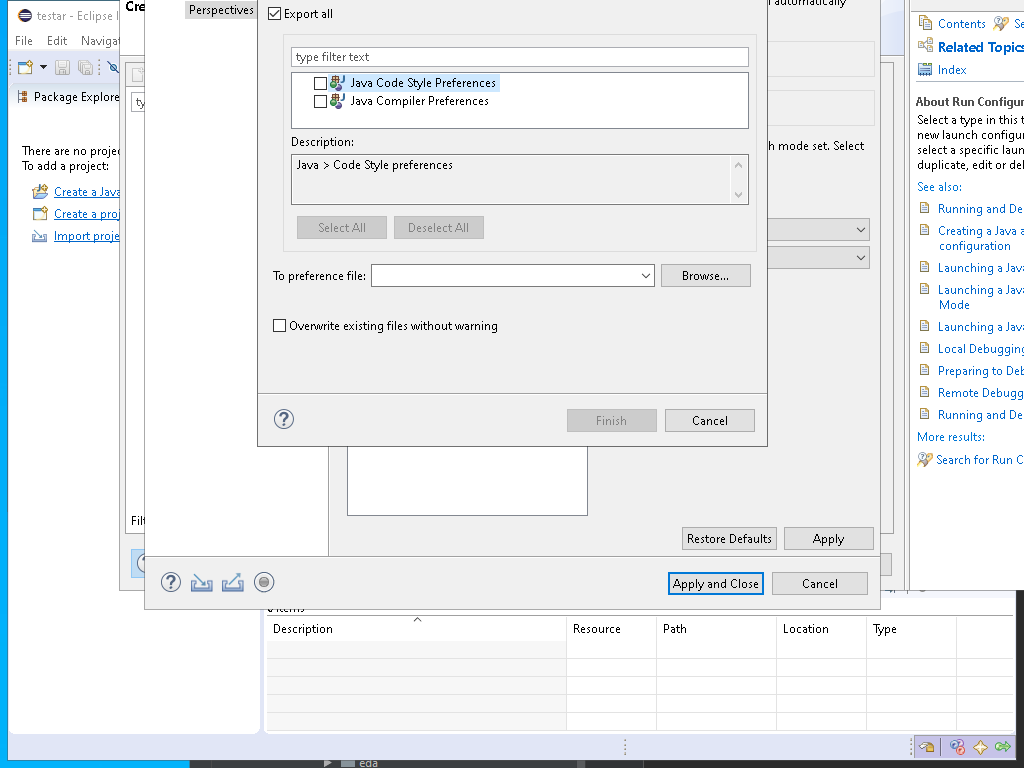 testar - Eclipse
File Edit Navigat
Package Explore
There are no projec
To add a project:
Create a Java
Create a proj
Import proje
Cre
ty
Filt
Perspectives
Export all
type filter text
Java Code Style Preferences
Java Compiler Preferences
Description:
Java > Code Style preferences
Select All Deselect All
To preference file: Browse...
Overwrite existing files without warning
Finish Cancel
automatically
h mode set. Select
Restore Defaults Apply
Apply and Close Cancel
Contents Se
Related Topics
Index
About Run Configur
Select a type in this t
new launch configur
select a specific laun
duplicate, edit or del
See also:
Running and De
Creating a Java a
configuration
Launching a Java
Launching a Java
Mode
Launching a Java
Local Debugging
Preparing to Deb
Remote Debugg
Running and De
More results:
Search for Run C
Description Resource Path Location Type
eda